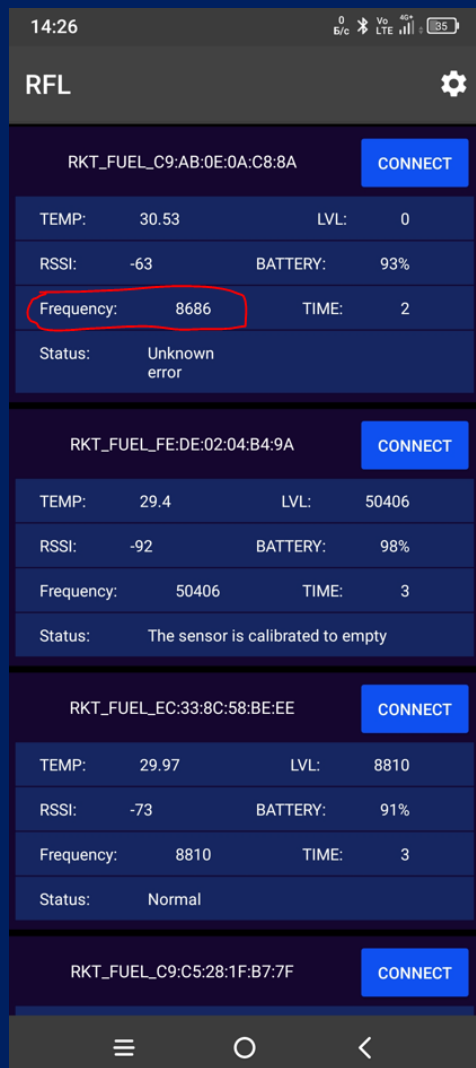 14:26 0 Б/с Vo LTE 4G+ 35
RFL
RKT_FUEL_C9:AB:0E:0A:C8:8A CONNECT
TEMP: 30.53 LVL: 0
RSSI: -63 BATTERY: 93%
Frequency: 8686 TIME: 2
Status: Unknown
error
RKT_FUEL_FE:DE:02:04:B4:9A CONNECT
TEMP: 29.4 LVL: 50406
RSSI: -92 BATTERY: 98%
Frequency: 50406 TIME: 3
Status: The sensor is calibrated to empty
RKT_FUEL_EC:33:8C:58:BE:EE CONNECT
TEMP: 29.97 LVL: 8810
RSSI: -73 BATTERY: 91%
Frequency: 8810 TIME: 3
Status: Normal
RKT_FUEL_C9:C5:28:1F:B7:7F CONNECT